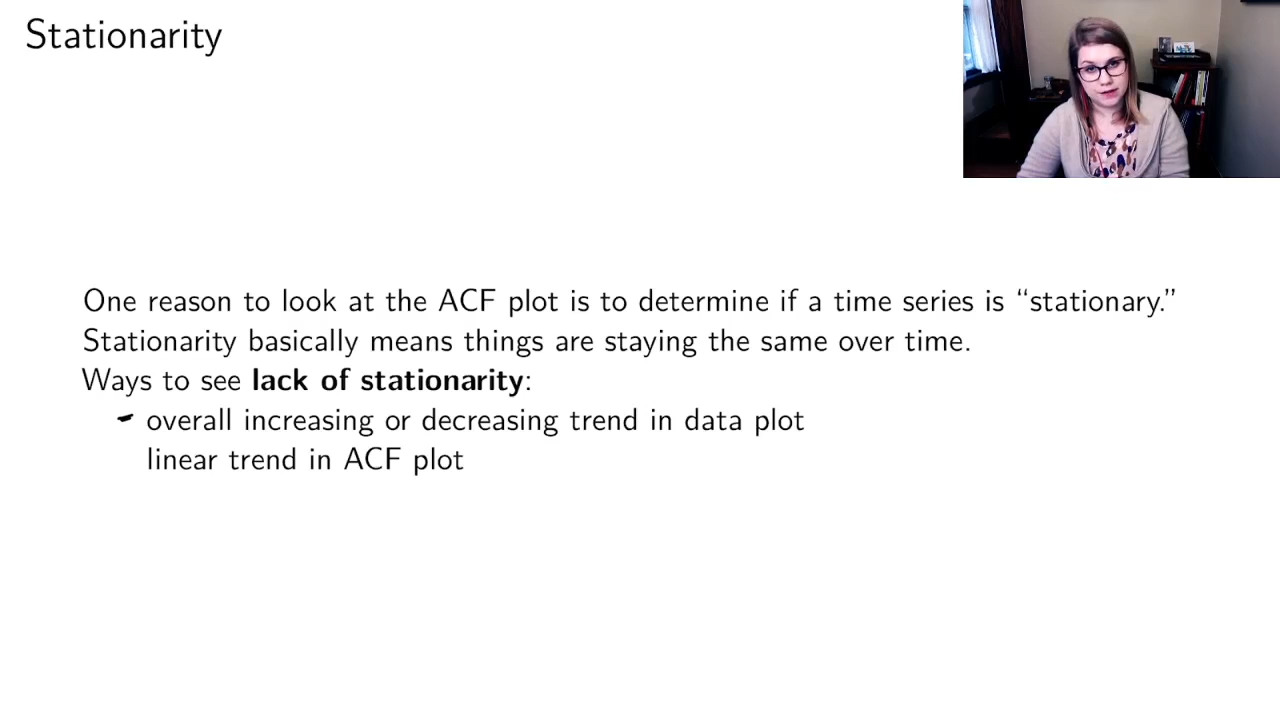 Stationarity
One reason to look at the ACF plot is to determine if a time series is “stationary.”
Stationarity basically means things are staying the same over time.
Ways to see lack of stationarity:
- overall increasing or decreasing trend in data plot
linear trend in ACF plot